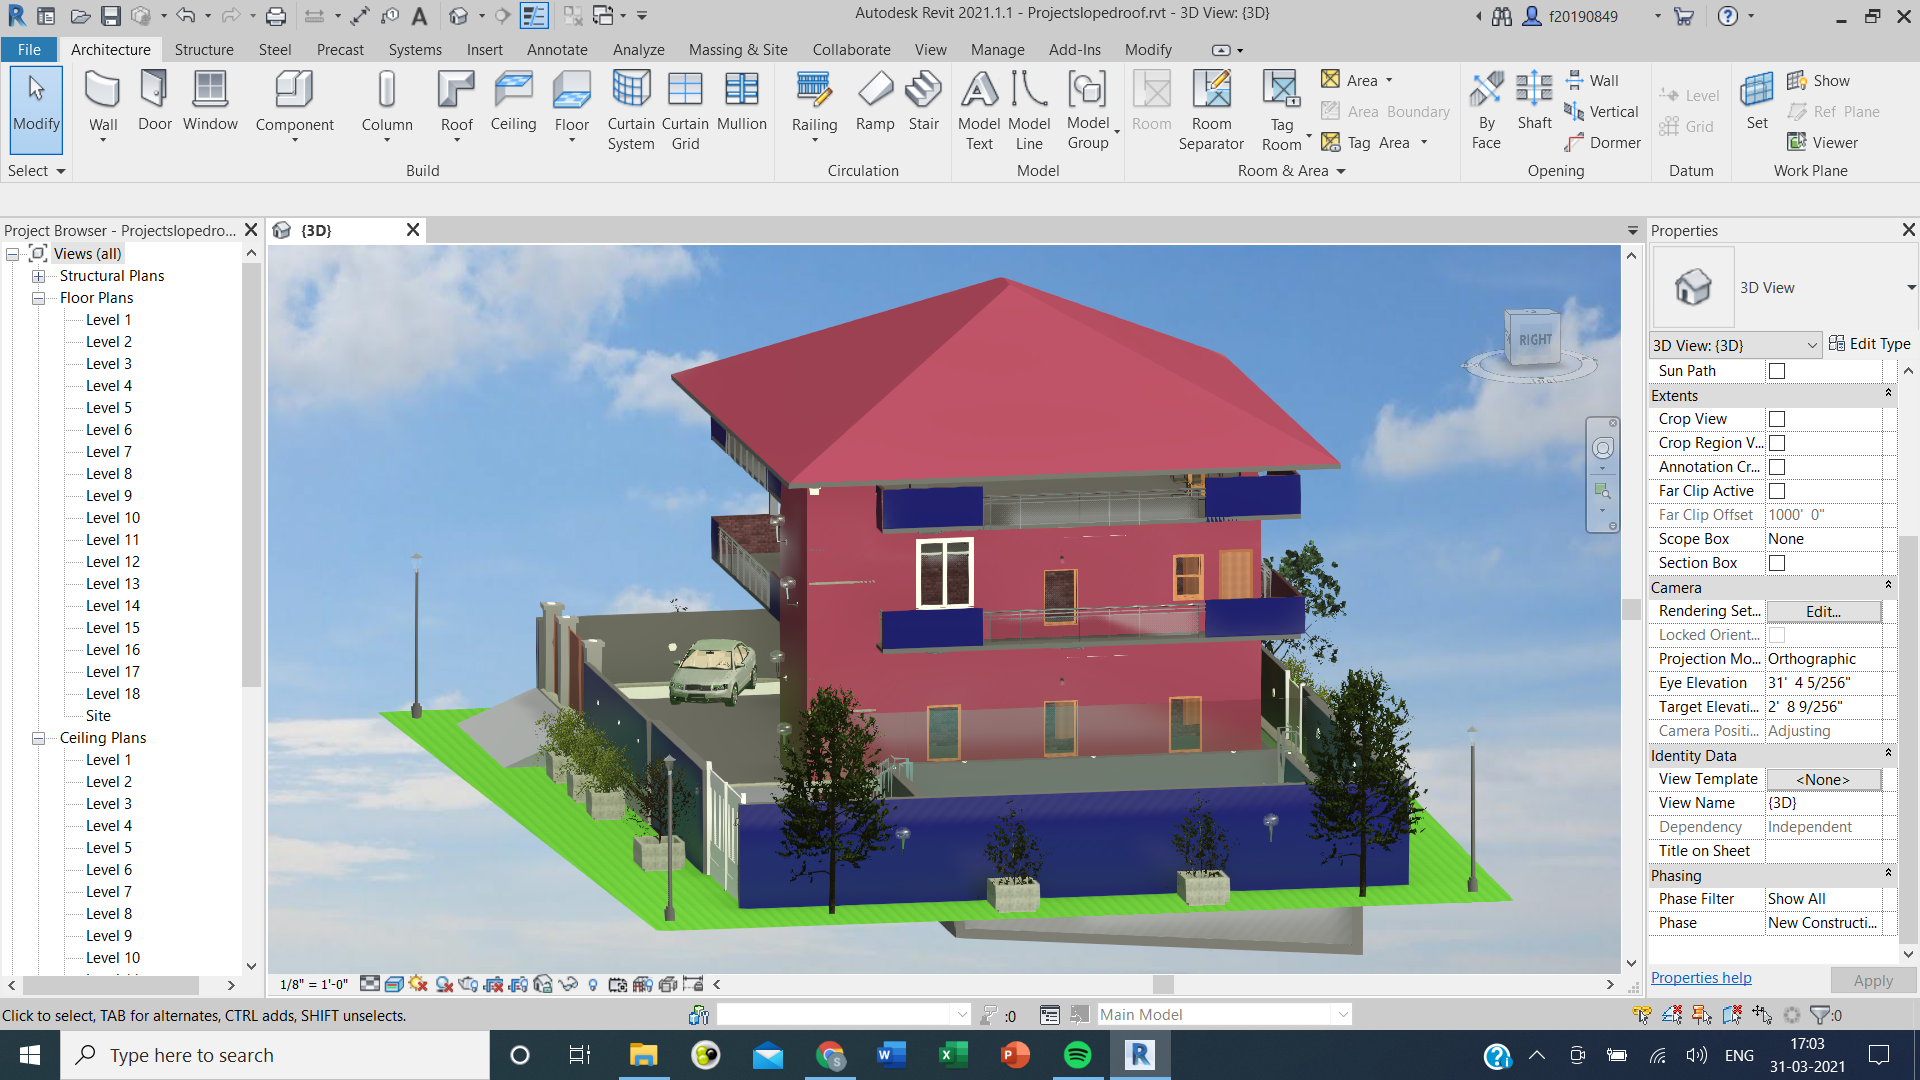 Autodesk Revit 2021.1.1 - Projectslopedroof.rvt - 3D View: {3D}
f20190849
File Architecture Structure Steel Precast Systems Insert Annotate Analyze Massing & Site Collaborate View Manage Add-Ins Modify
Modify
Wall
Door
Window
Component
Column
Roof
Ceiling
Floor
Curtain System
Curtain Grid
Mullion
Railing
Ramp
Stair
Model Text
Model Line
Model Group
Room
Room Separator
Tag Room
Area
Area Boundary
Tag Area
By Face
Shaft
Wall
Vertical
Dormer
Level
Grid
Set
Show
Ref Plane
Viewer
Select
Build
Circulation
Model
Room & Area
Opening
Datum
Work Plane
Project Browser - Projectslopedro...
Views (all)
Structural Plans
Floor Plans
Level 1
Level 2
Level 3
Level 4
Level 5
Level 6
Level 7
Level 8
Level 9
Level 10
Level 11
Level 12
Level 13
Level 14
Level 15
Level 16
Level 17
Level 18
Site
Ceiling Plans
Level 1
Level 2
Level 3
Level 4
Level 5
Level 6
Level 7
Level 8
Level 9
Level 10
{3D}
RIGHT
Properties
3D View
3D View: {3D}
Edit Type
Sun Path
Extents
Crop View
Crop Region V...
Annotation Cr...
Far Clip Active
Far Clip Offset 1000' 0"
Scope Box None
Section Box
Camera
Rendering Set... Edit...
Locked Orient...
Projection Mo... Orthographic
Eye Elevation 31' 4 5/256"
Target Elevati... 2' 8 9/256"
Camera Positi... Adjusting
Identity Data
View Template <None>
View Name {3D}
Dependency Independent
Title on Sheet
Phasing
Phase Filter Show All
Phase New Constructi...
Properties help
Apply
1/8" = 1'-0"
Click to select, TAB for alternates, CTRL adds, SHIFT unselects.
:0
Main Model
:0
Type here to search
ENG
17:03
31-03-2021